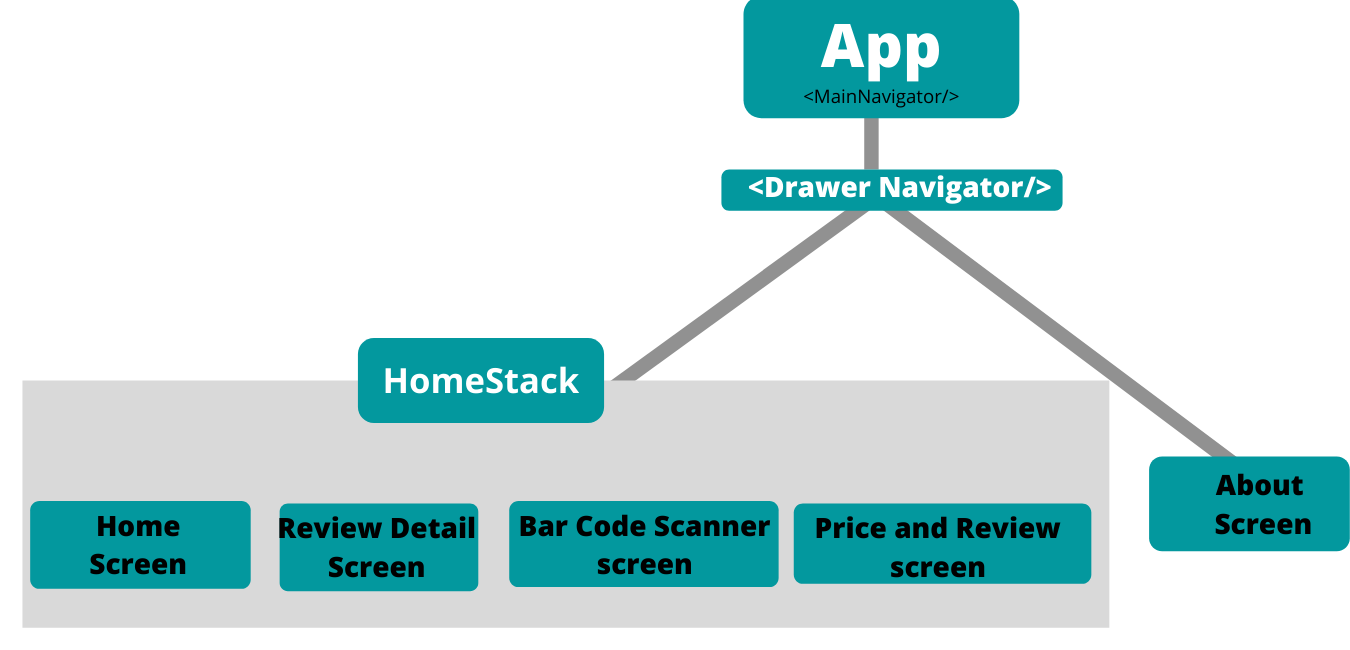 App
<MainNavigator/>
<Drawer Navigator/>
HomeStack
Home
Screen
Review Detail
Screen
Bar Code Scanner
screen
Price and Review
screen
About
Screen